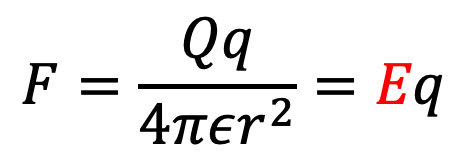 F = Qq / 4πϵr² = Eq